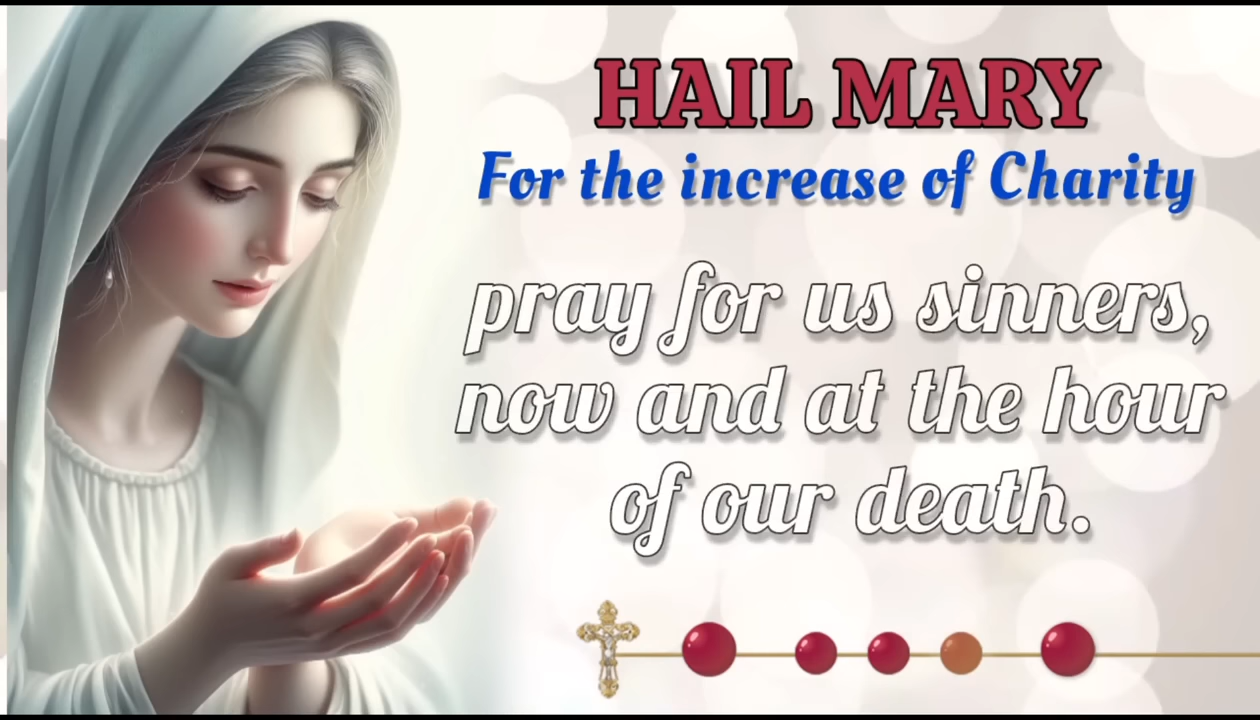 HAIL MARY
For the increase of Charity
pray for us sinners,
now and at the hour
of our death.